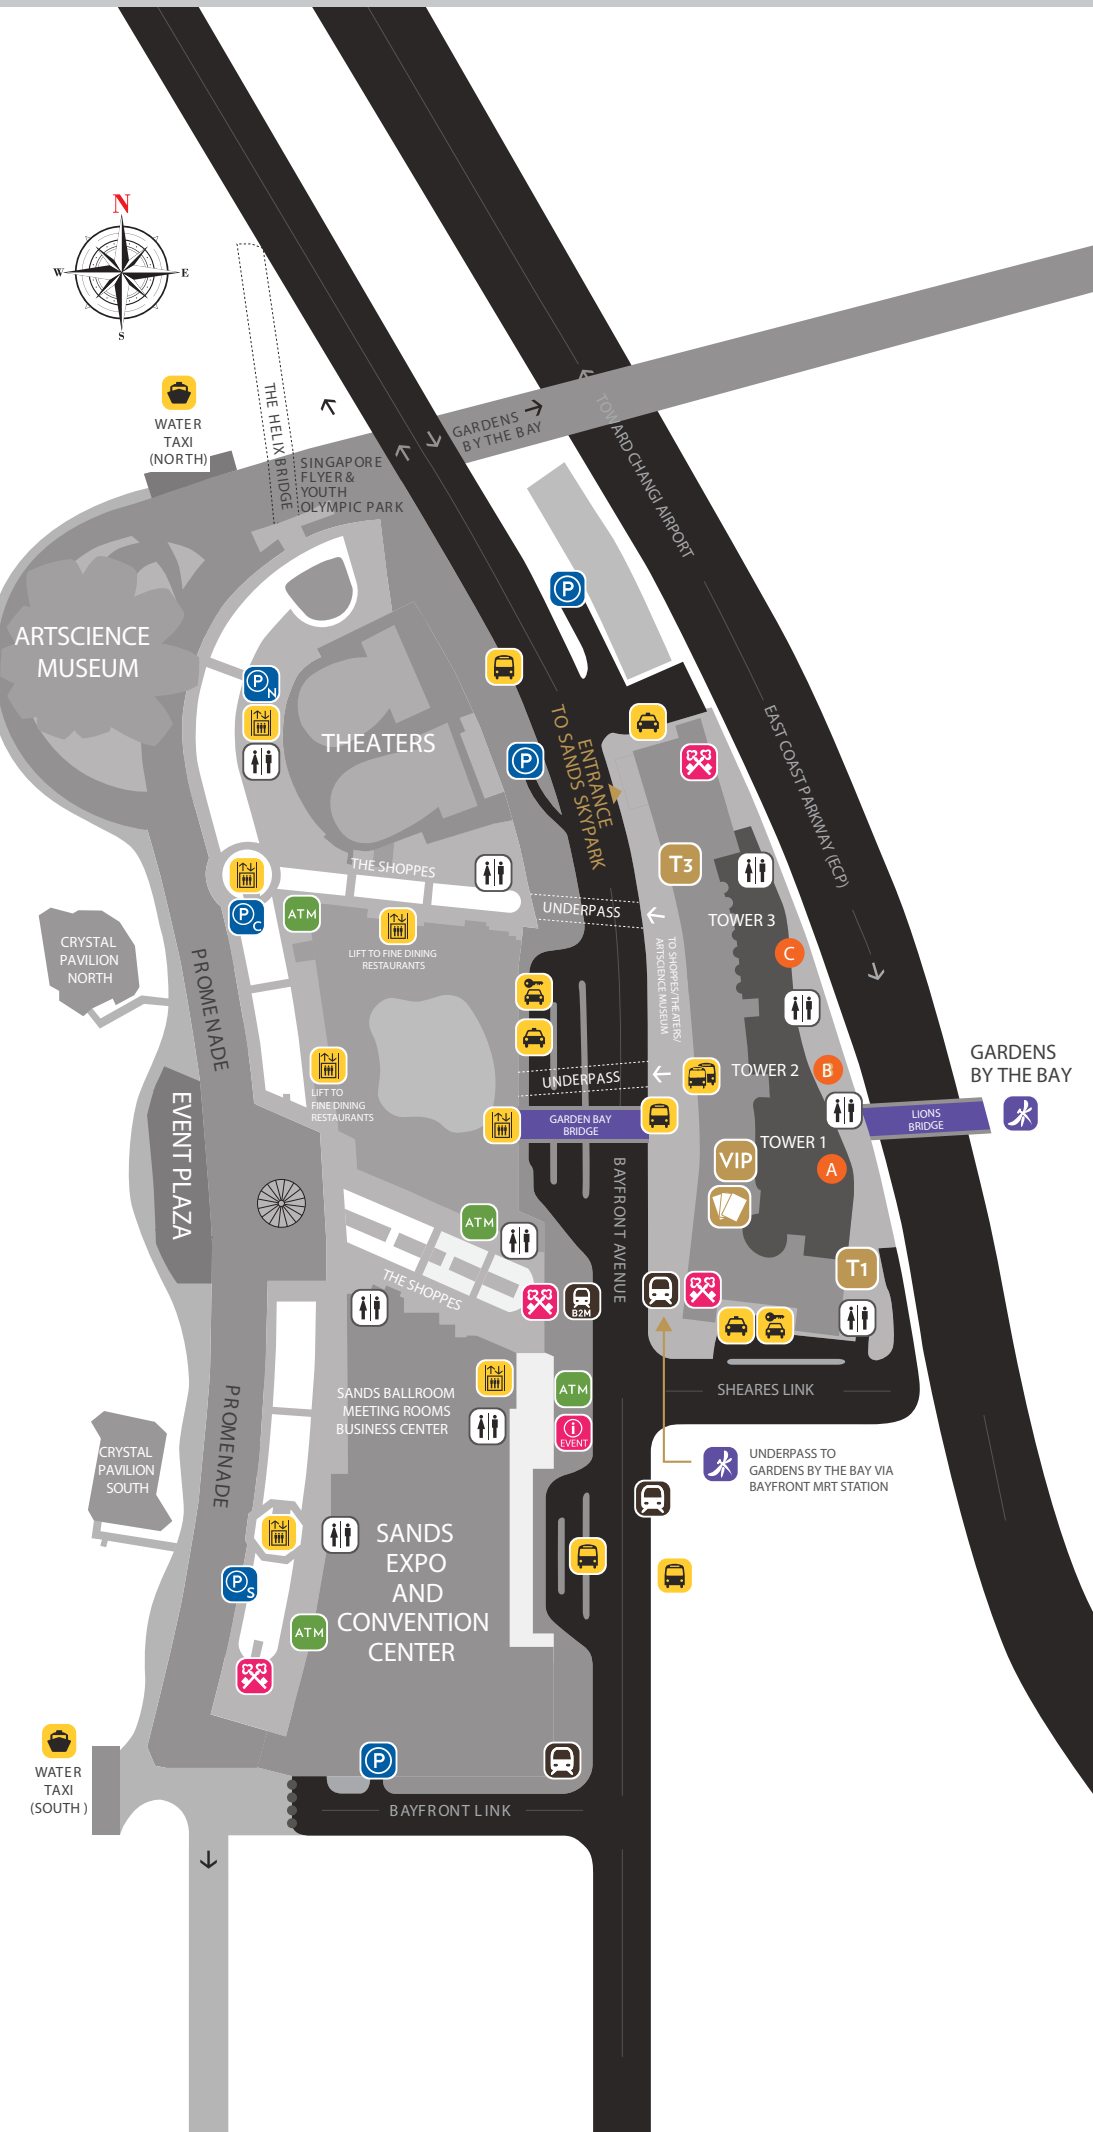 N
W
E
S
WATER
TAXI
(NORTH)
THE HELIX BRIDGE
SINGAPORE
FLYER &
YOUTH
OLYMPIC PARK
GARDENS
BY THE BAY
TOWARD CHANGI AIRPORT
ARTSCIENCE
MUSEUM
P
P N
THEATERS
P
ENTRANCE
TO SANDS SKYPARK
EAST COAST PARKWAY (ECP)
THE SHOPPES
T3
P C
ATM
UNDERPASS
TOWER 3
LIFT TO FINE DINING
RESTAURANTS
TO SHOPPES/THEATERS/
ARTSCIENCE MUSEUM
C
CRYSTAL
PAVILION
NORTH
PROMENADE
GARDENS
BY THE BAY
LIFT TO
FINE DINING
RESTAURANTS
UNDERPASS
TOWER 2
B
GARDEN BAY
BRIDGE
LIONS
BRIDGE
EVENT PLAZA
TOWER 1
VIP
A
BAYFRONT AVENUE
ATM
THE SHOPPES
T1
B2M
SANDS BALLROOM
MEETING ROOMS
BUSINESS CENTER
ATM
i
EVENT
SHEARES LINK
PROMENADE
CRYSTAL
PAVILION
SOUTH
UNDERPASS TO
GARDENS BY THE BAY VIA
BAYFRONT MRT STATION
SANDS
EXPO
AND
CONVENTION
CENTER
P S
ATM
WATER
TAXI
(SOUTH )
P
BAYFRONT LINK